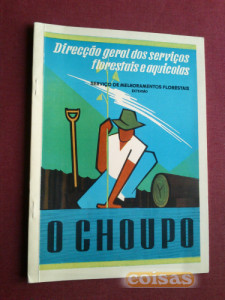 Direcção geral dos serviços
florestais e aquícolas
SERVIÇO DE MELHORAMENTOS FLORESTAIS
O CHOUPO
coisas